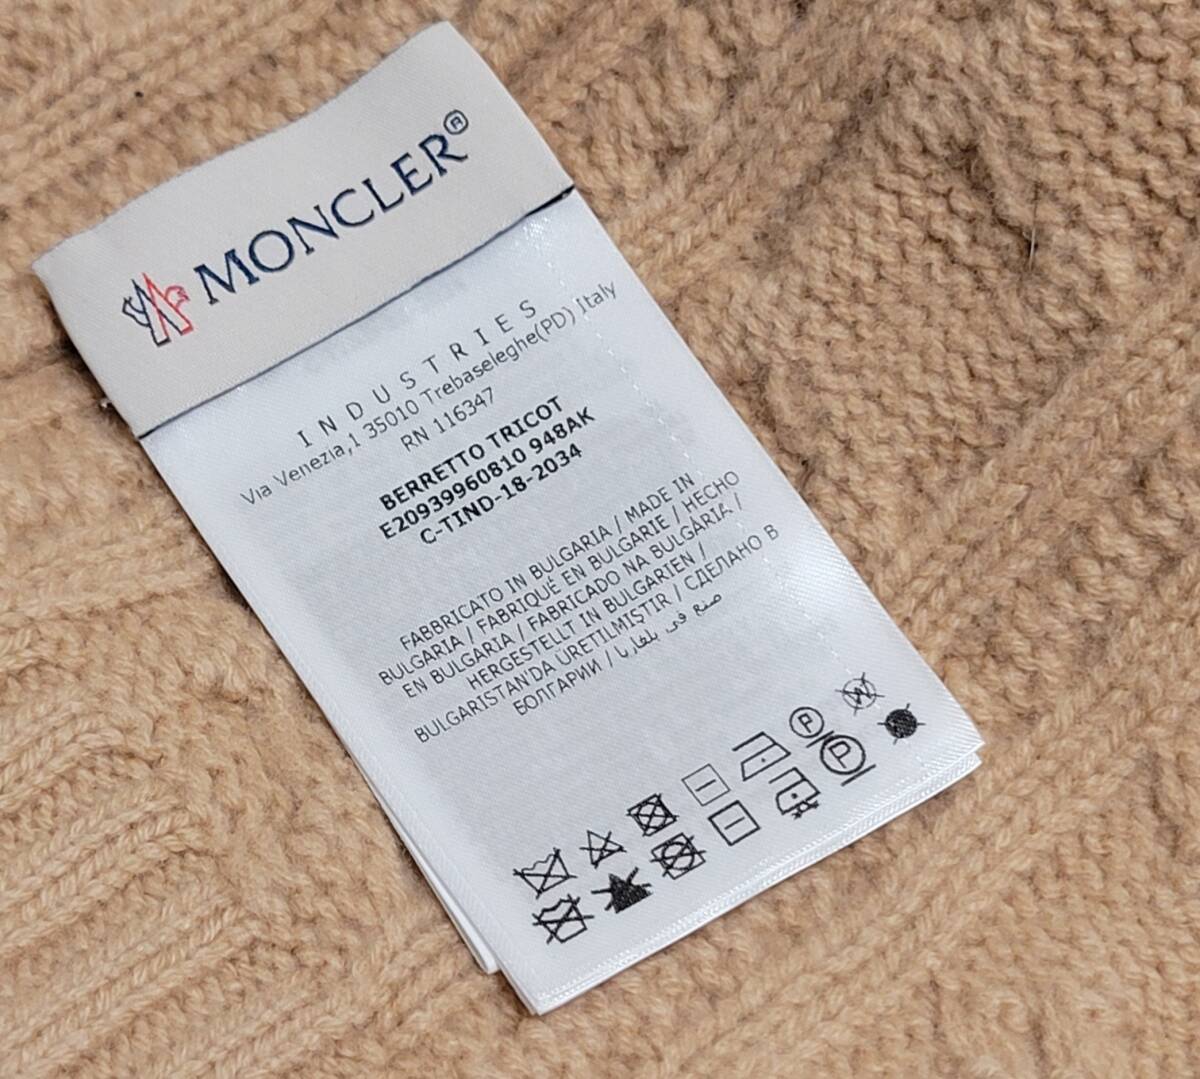 MONCLER®
INDUSTRIES
Via Venezia,1 35010 Trebaseleghe(PD) Italy
RN 116347
BERRETTO TRICOT
E20939960810 948AK
C-TIND-18-2034
FABBRICATO IN BULGARIA / MADE IN
BULGARIA / FABRIQUÉ EN BULGARIE / HECHO
EN BULGARIA / FABRICADO NA BULGÁRIA /
HERGESTELLT IN BULGARIEN /
BULGARISTAN'DA URETILMIŞTIR / СДЕЛАНО В
БОЛГАРИИ / صنع في بلغاريا
P W
P